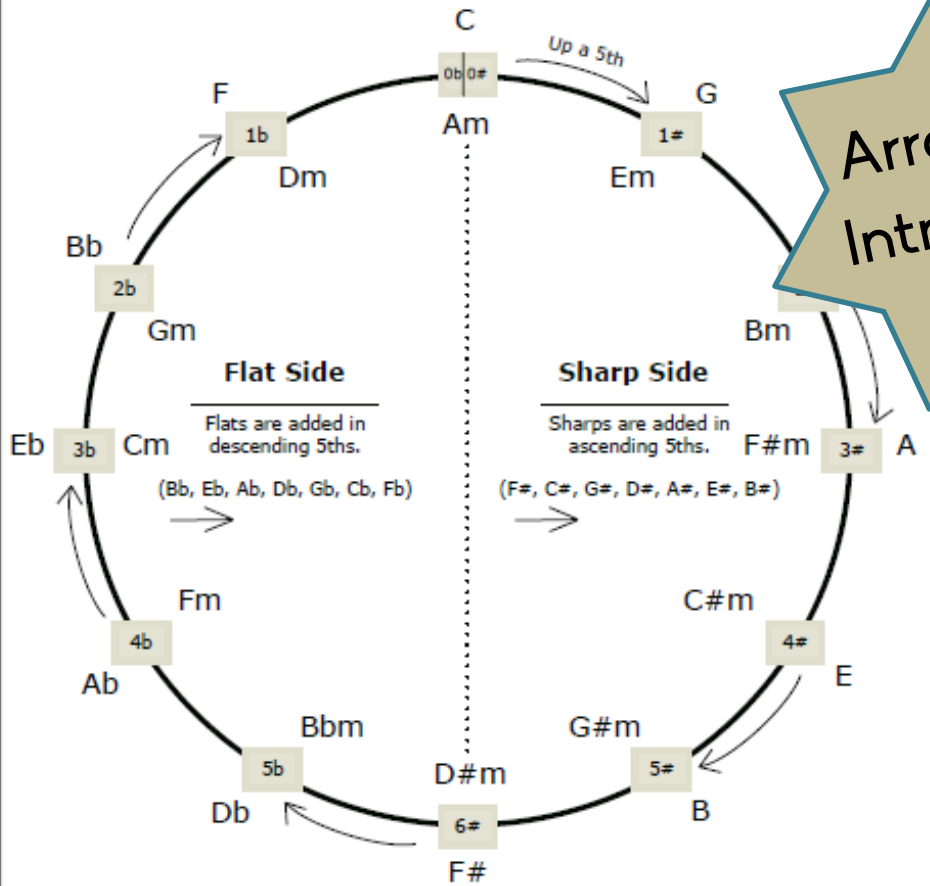 C
0b 0#
Am
Up a 5th
G
1#
Em
F
1b
Dm
Bb
2b
Gm
Bm
Flat Side
Flats are added in
descending 5ths.
(Bb, Eb, Ab, Db, Gb, Cb, Fb)
Sharp Side
Sharps are added in
ascending 5ths.
(F#, C#, G#, D#, A#, E#, B#)
Eb
3b
Cm
F#m
3#
A
Fm
4b
Ab
C#m
4#
E
Bbm
5b
Db
G#m
5#
B
D#m
6#
F#